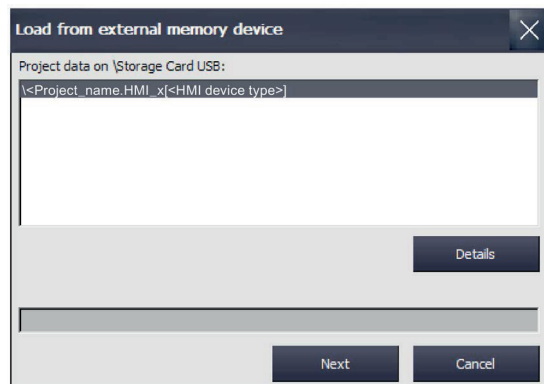 Load from external memory device
Project data on \Storage Card USB:
\<Project_name.HMI_x[<HMI device type>]
Details
Next
Cancel